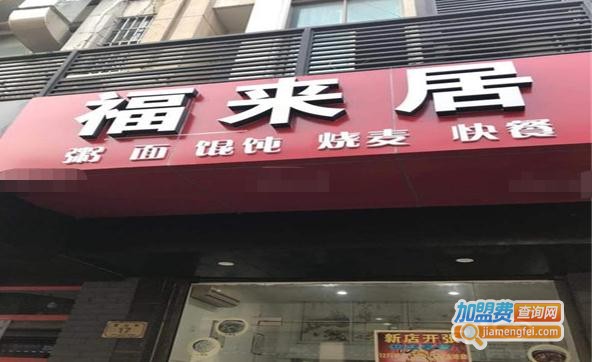 福来居
粥 面 馄饨 烧麦 快餐
新店开张
加盟费查询网
jiamengfei.com